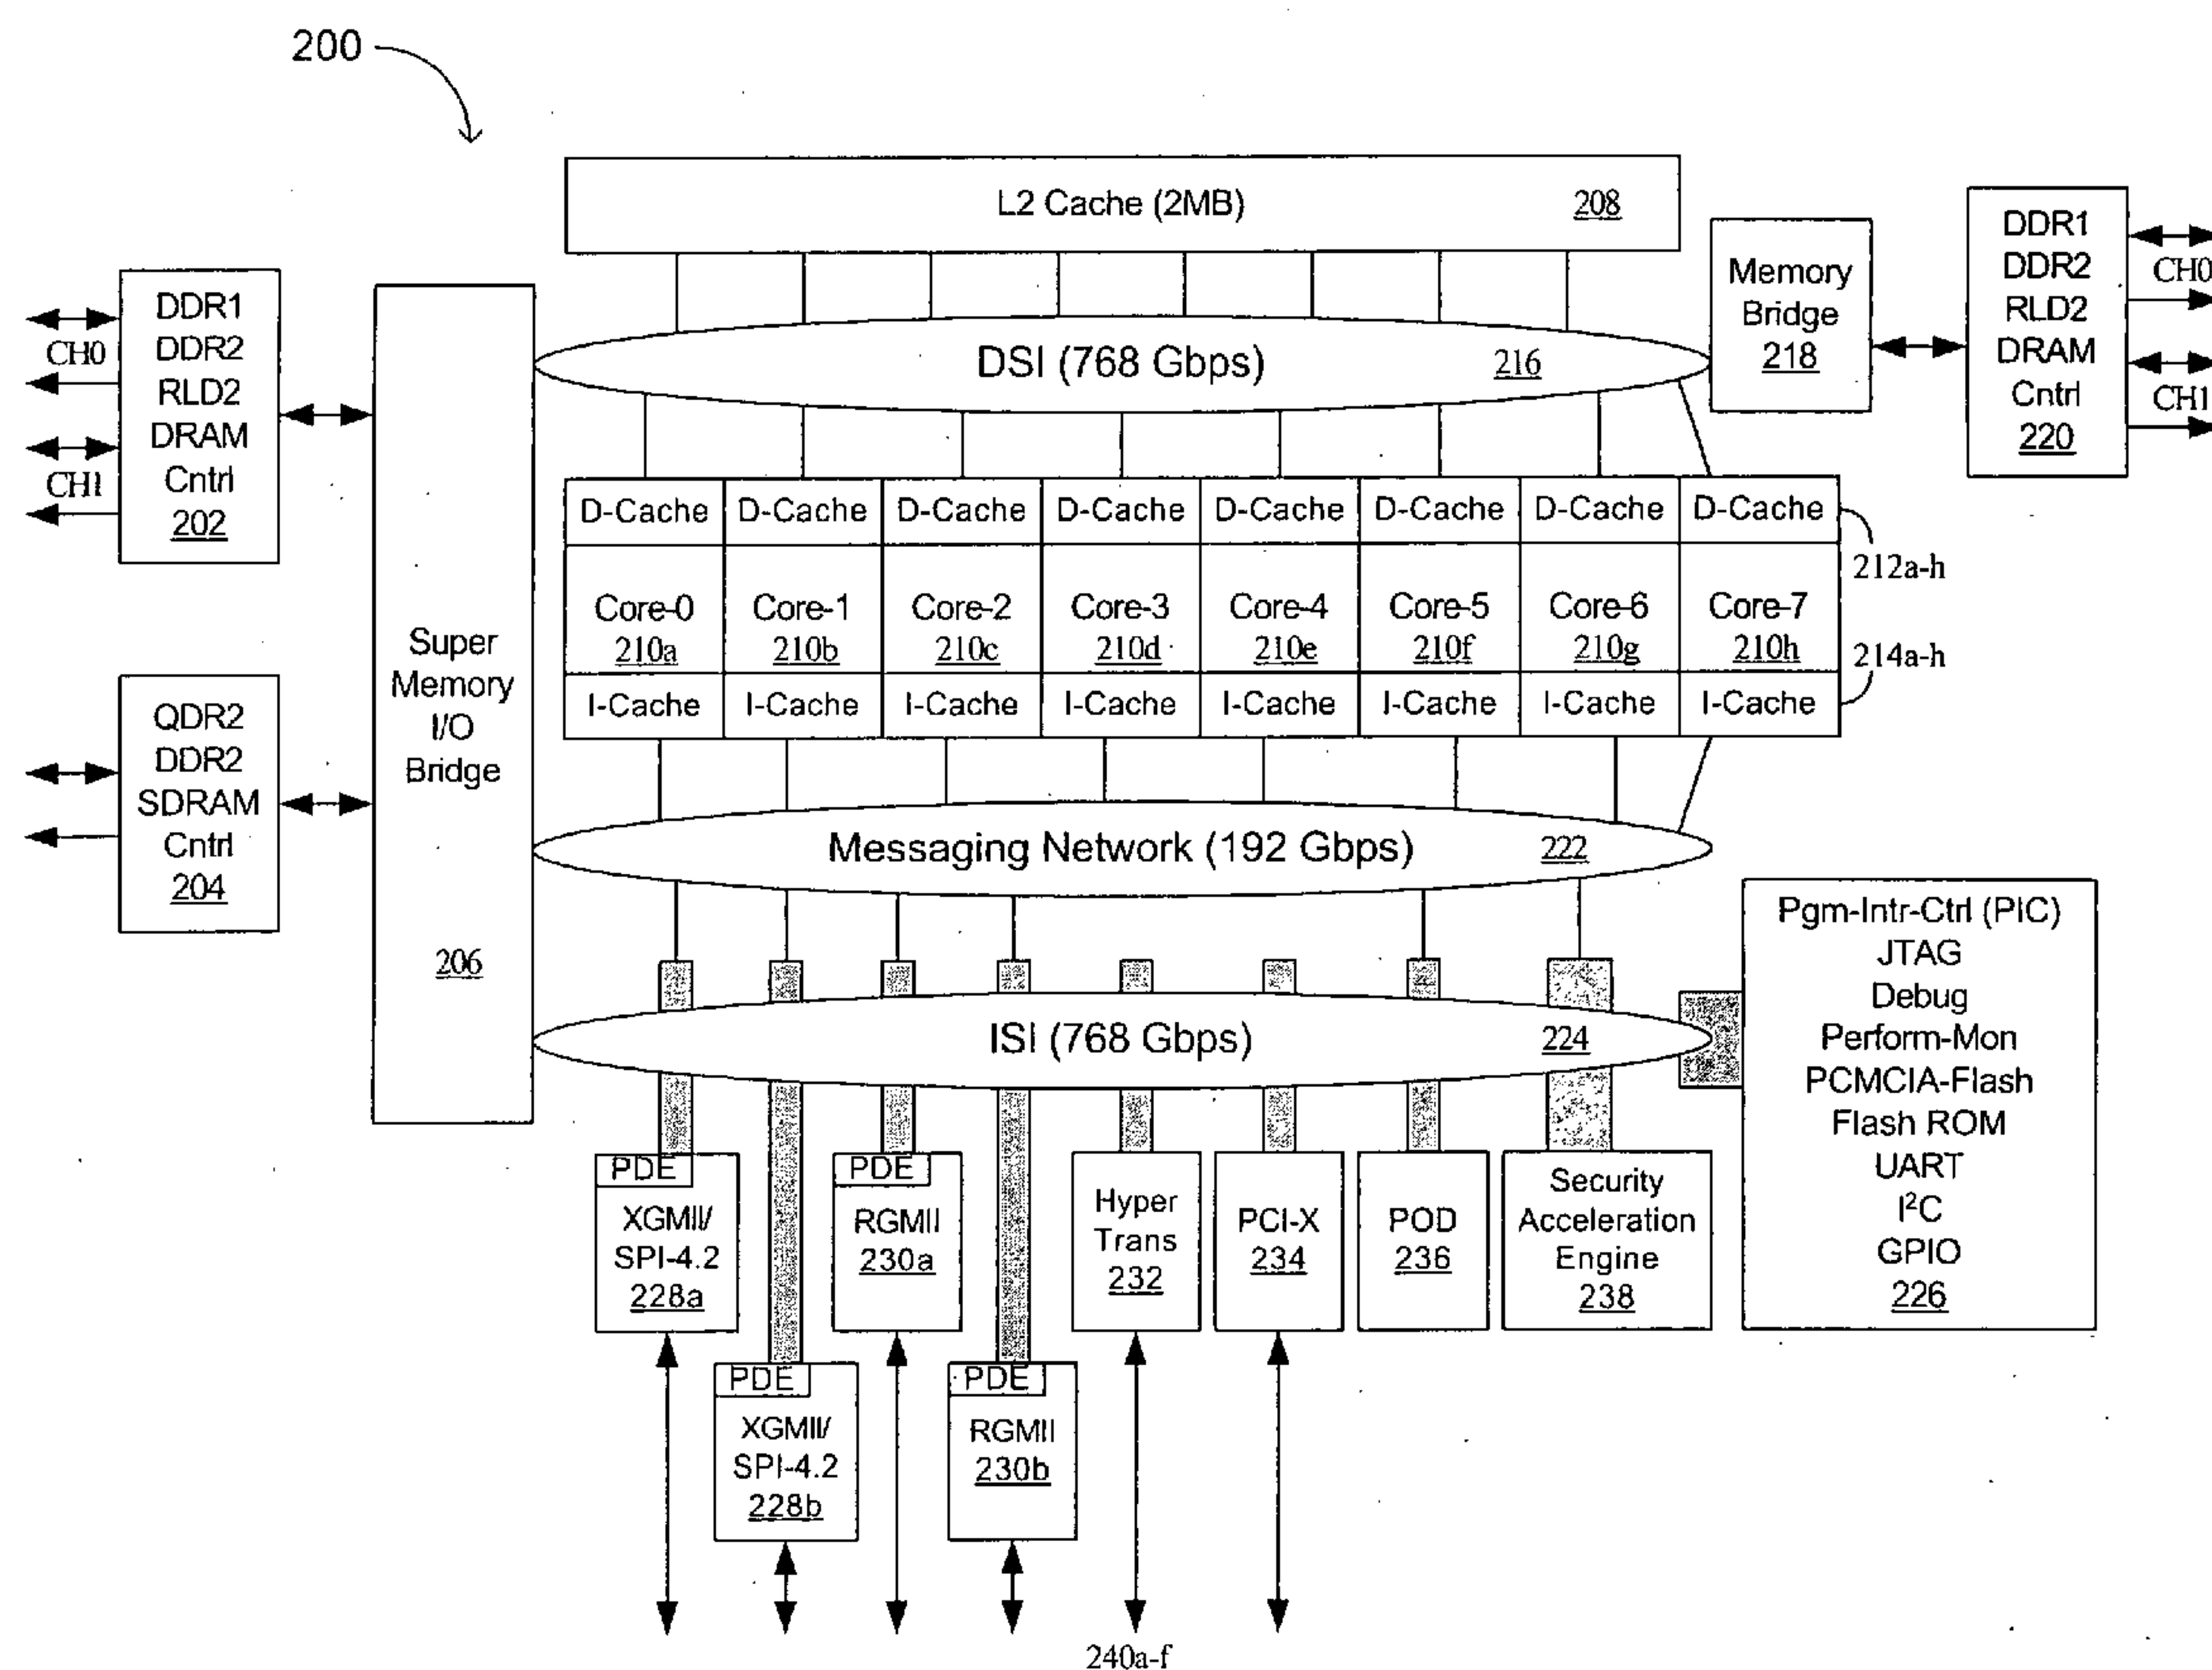 200
L2 Cache (2MB)
208
DDR1
DDR2
RLD2
DRAM
Cntrl
202
CH0
CH1
QDR2
DDR2
SDRAM
Cntrl
204
Super
Memory
I/O
Bridge
206
DSI (768 Gbps)
216
Memory
Bridge
218
DDR1
DDR2
RLD2
DRAM
Cntrl
220
CH0
CH1
D-Cache
D-Cache
D-Cache
D-Cache
D-Cache
D-Cache
D-Cache
D-Cache
212a-h
Core-0
210a
Core-1
210b
Core-2
210c
Core-3
210d
Core-4
210e
Core-5
210f
Core-6
210g
Core-7
210h
214a-h
I-Cache
I-Cache
I-Cache
I-Cache
I-Cache
I-Cache
I-Cache
I-Cache
Messaging Network (192 Gbps)
222
ISI (768 Gbps)
224
Pgm-Intr-Ctrl (PIC)
JTAG
Debug
Perform-Mon
PCMCIA-Flash
Flash ROM
UART
I²C
GPIO
226
PDE
XGMII/
SPI-4.2
228a
PDE
XGMII/
SPI-4.2
228b
PDE
RGMII
230a
PDE
RGMII
230b
Hyper
Trans
232
PCI-X
234
POD
236
Security
Acceleration
Engine
238
240a-f